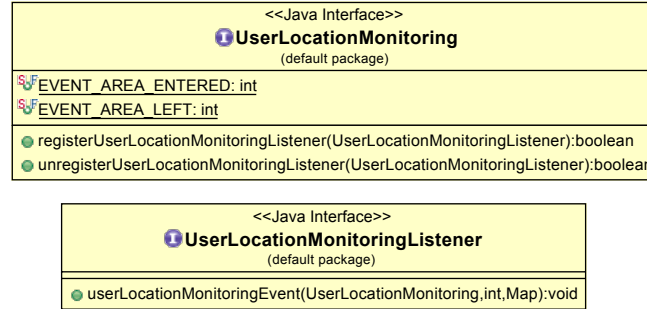 <<Java Interface>>
UserLocationMonitoring
(default package)
EVENT_AREA_ENTERED: int
EVENT_AREA_LEFT: int
registerUserLocationMonitoringListener(UserLocationMonitoringListener):boolean
unregisterUserLocationMonitoringListener(UserLocationMonitoringListener):boolean
<<Java Interface>>
UserLocationMonitoringListener
(default package)
userLocationMonitoringEvent(UserLocationMonitoring,int,Map):void